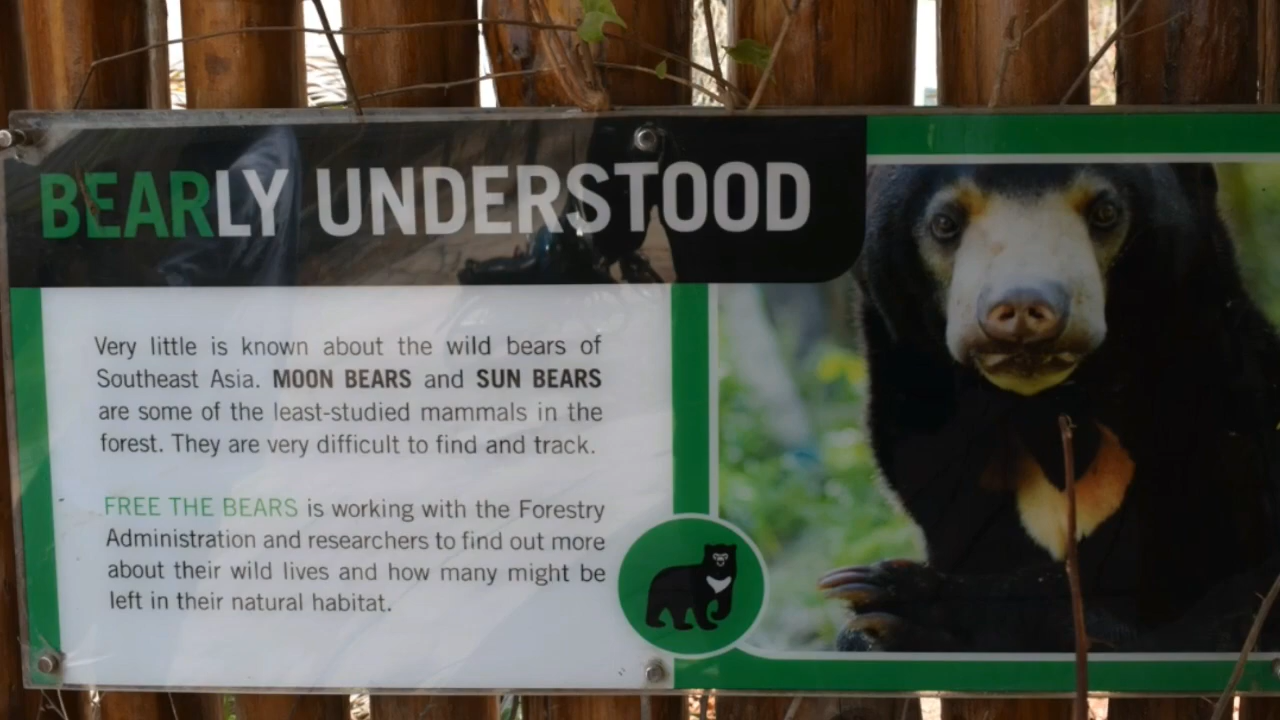 BEARLY UNDERSTOOD
Very little is known about the wild bears of
Southeast Asia. MOON BEARS and SUN BEARS
are some of the least-studied mammals in the
forest. They are very difficult to find and track.
FREE THE BEARS is working with the Forestry
Administration and researchers to find out more
about their wild lives and how many might be
left in their natural habitat.